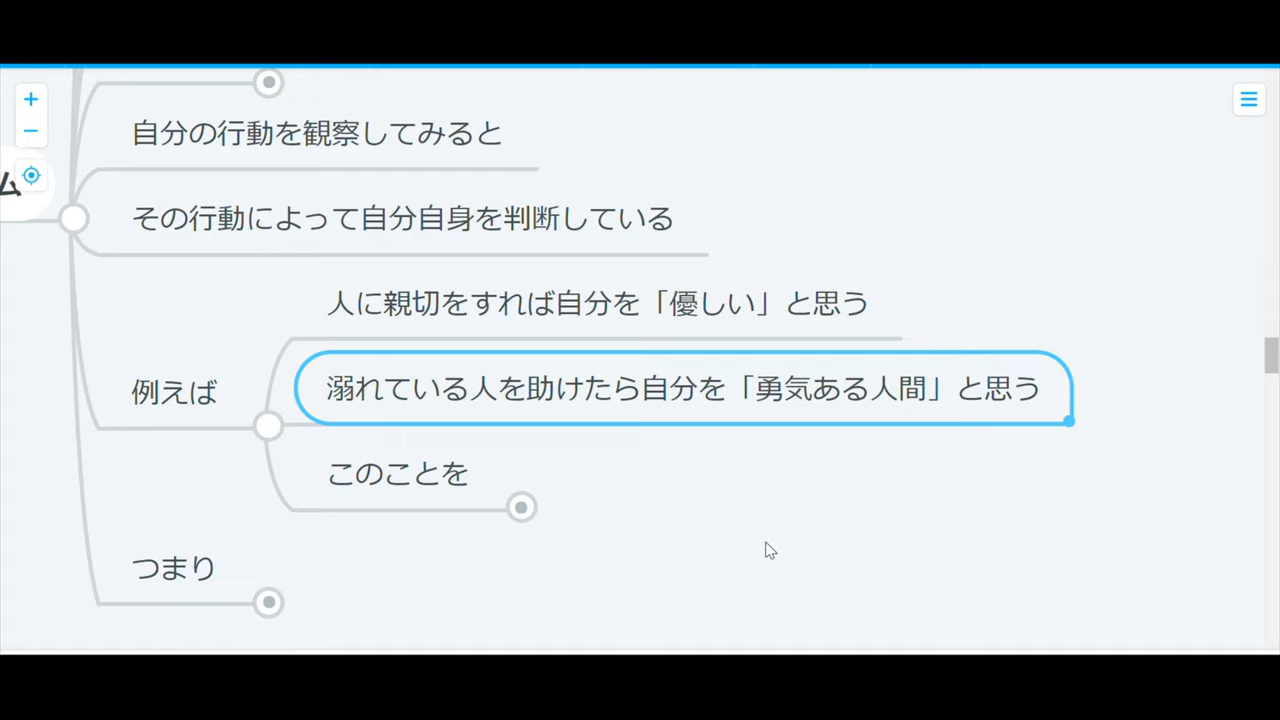 自分の行動を観察してみると
ム
その行動によって自分自身を判断している
人に親切をすれば自分を「優しい」と思う
溺れている人を助けたら自分を「勇気ある人間」と思う
例えば
このことを
つまり